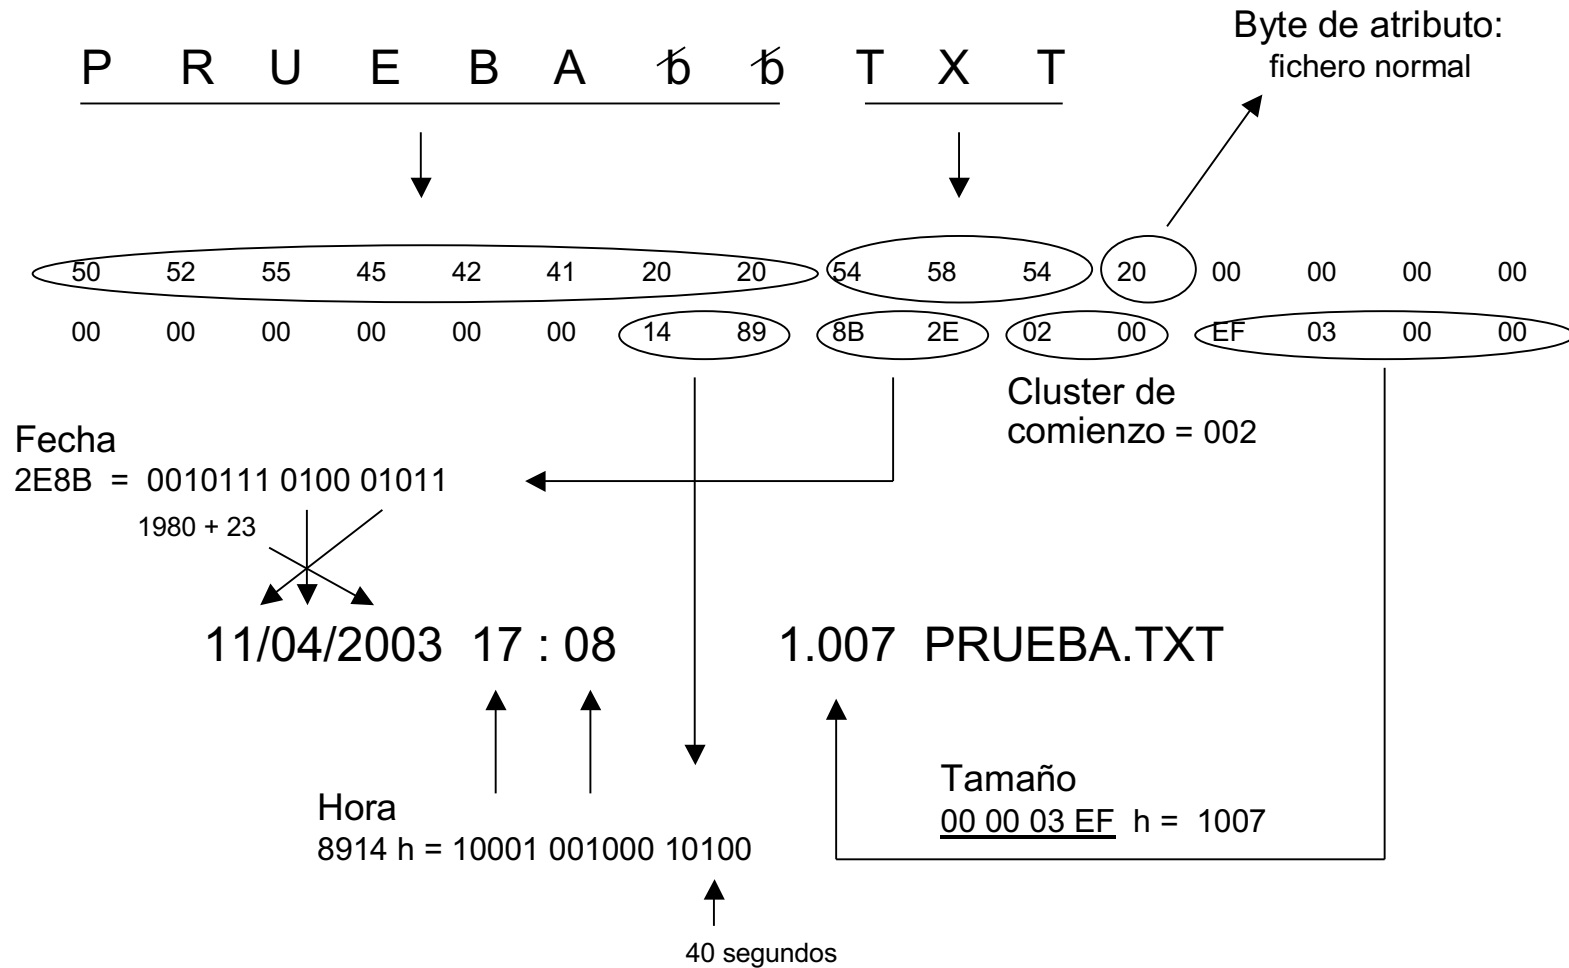 Byte de atributo:
fichero normal
P R U E B A ƀ ƀ T X T
50 52 55 45 42 41 20 20 54 58 54 20 00 00 00 00
00 00 00 00 00 00 14 89 8B 2E 02 00 EF 03 00 00
Cluster de
comienzo = 002
Fecha
2E8B = 0010111 0100 01011
1980 + 23
11/04/2003 17 : 08 1.007 PRUEBA.TXT
Tamaño
00 00 03 EF h = 1007
Hora
8914 h = 10001 001000 10100
40 segundos